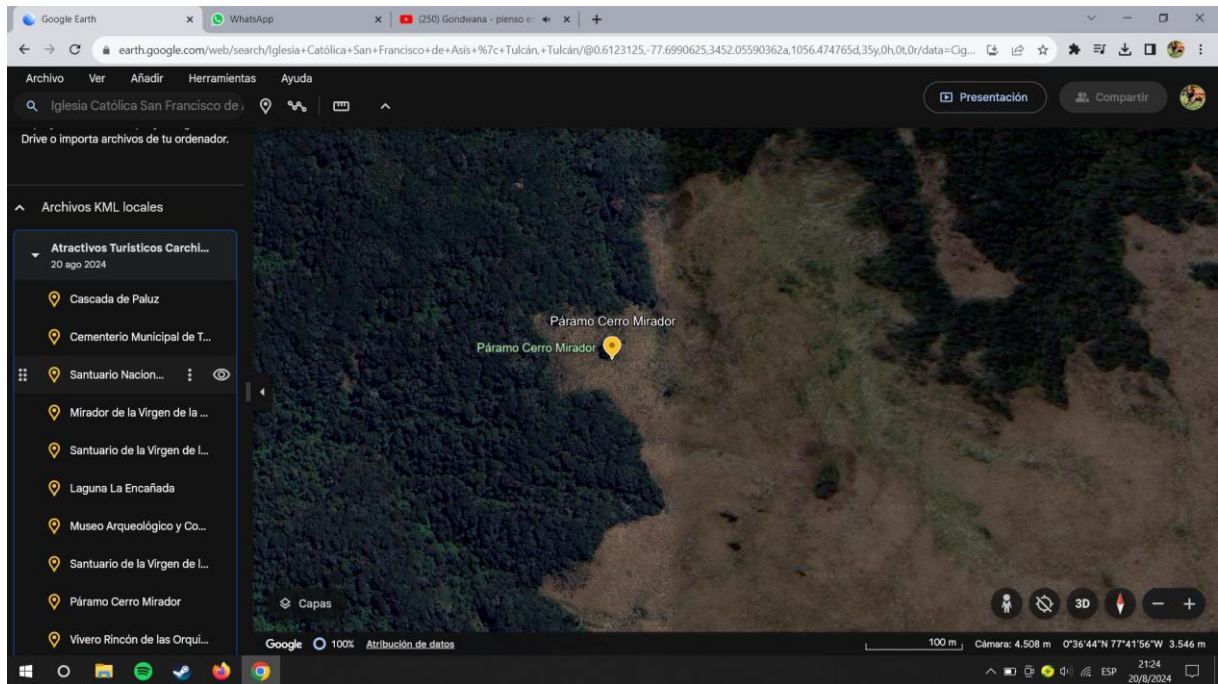 Google Earth
WhatsApp
(250) Gondwana - pienso e
earth.google.com/web/search/Iglesia+Católica+San+Francisco+de+Asís+%7c+Tulcán,+Tulcán/@0.6123125,-77.6990625,3452.05590362a,1056.474765d,35y,0h,0t,0r/data=Cig...
Archivo Ver Añadir Herramientas Ayuda
Iglesia Católica San Francisco de
Presentación
Compartir
Drive o importa archivos de tu ordenador.
Archivos KML locales
Atractivos Turisticos Carchi...
20 ago 2024
Cascada de Paluz
Cementerio Municipal de T...
Santuario Nacion...
Mirador de la Virgen de la ...
Santuario de la Virgen de l...
Laguna La Encañada
Museo Arqueológico y Co...
Santuario de la Virgen de l...
Páramo Cerro Mirador
Vivero Rincón de las Orqui...
Páramo Cerro Mirador
Páramo Cerro Mirador
Capas
3D
Google 100% Atribución de datos
100 m Cámara: 4.508 m 0°36'44"N 77°41'56"W 3.546 m
ESP
21:24
20/8/2024